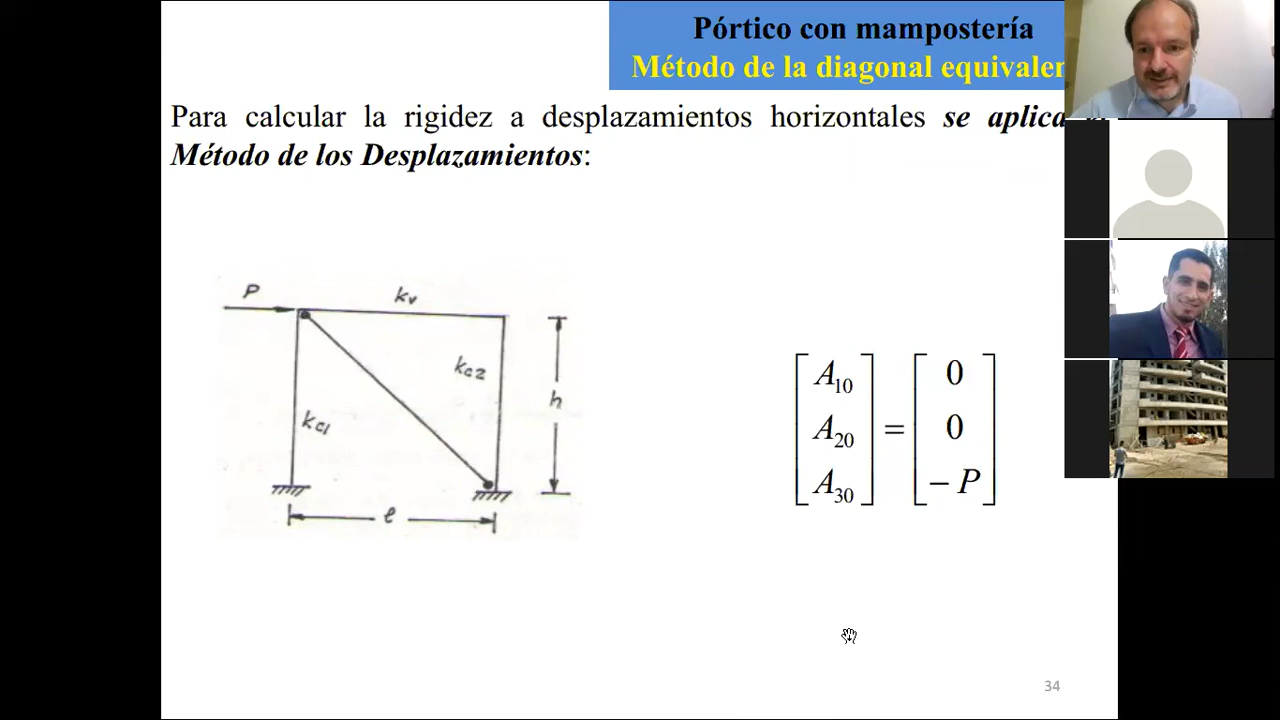 Pórtico con mampostería
Método de la diagonal equivalen
Para calcular la rigidez a desplazamientos horizontales se aplica
Método de los Desplazamientos:
P
kv
kc2
h
kc1
l
A10 0
A20 = 0
A30 − P
34